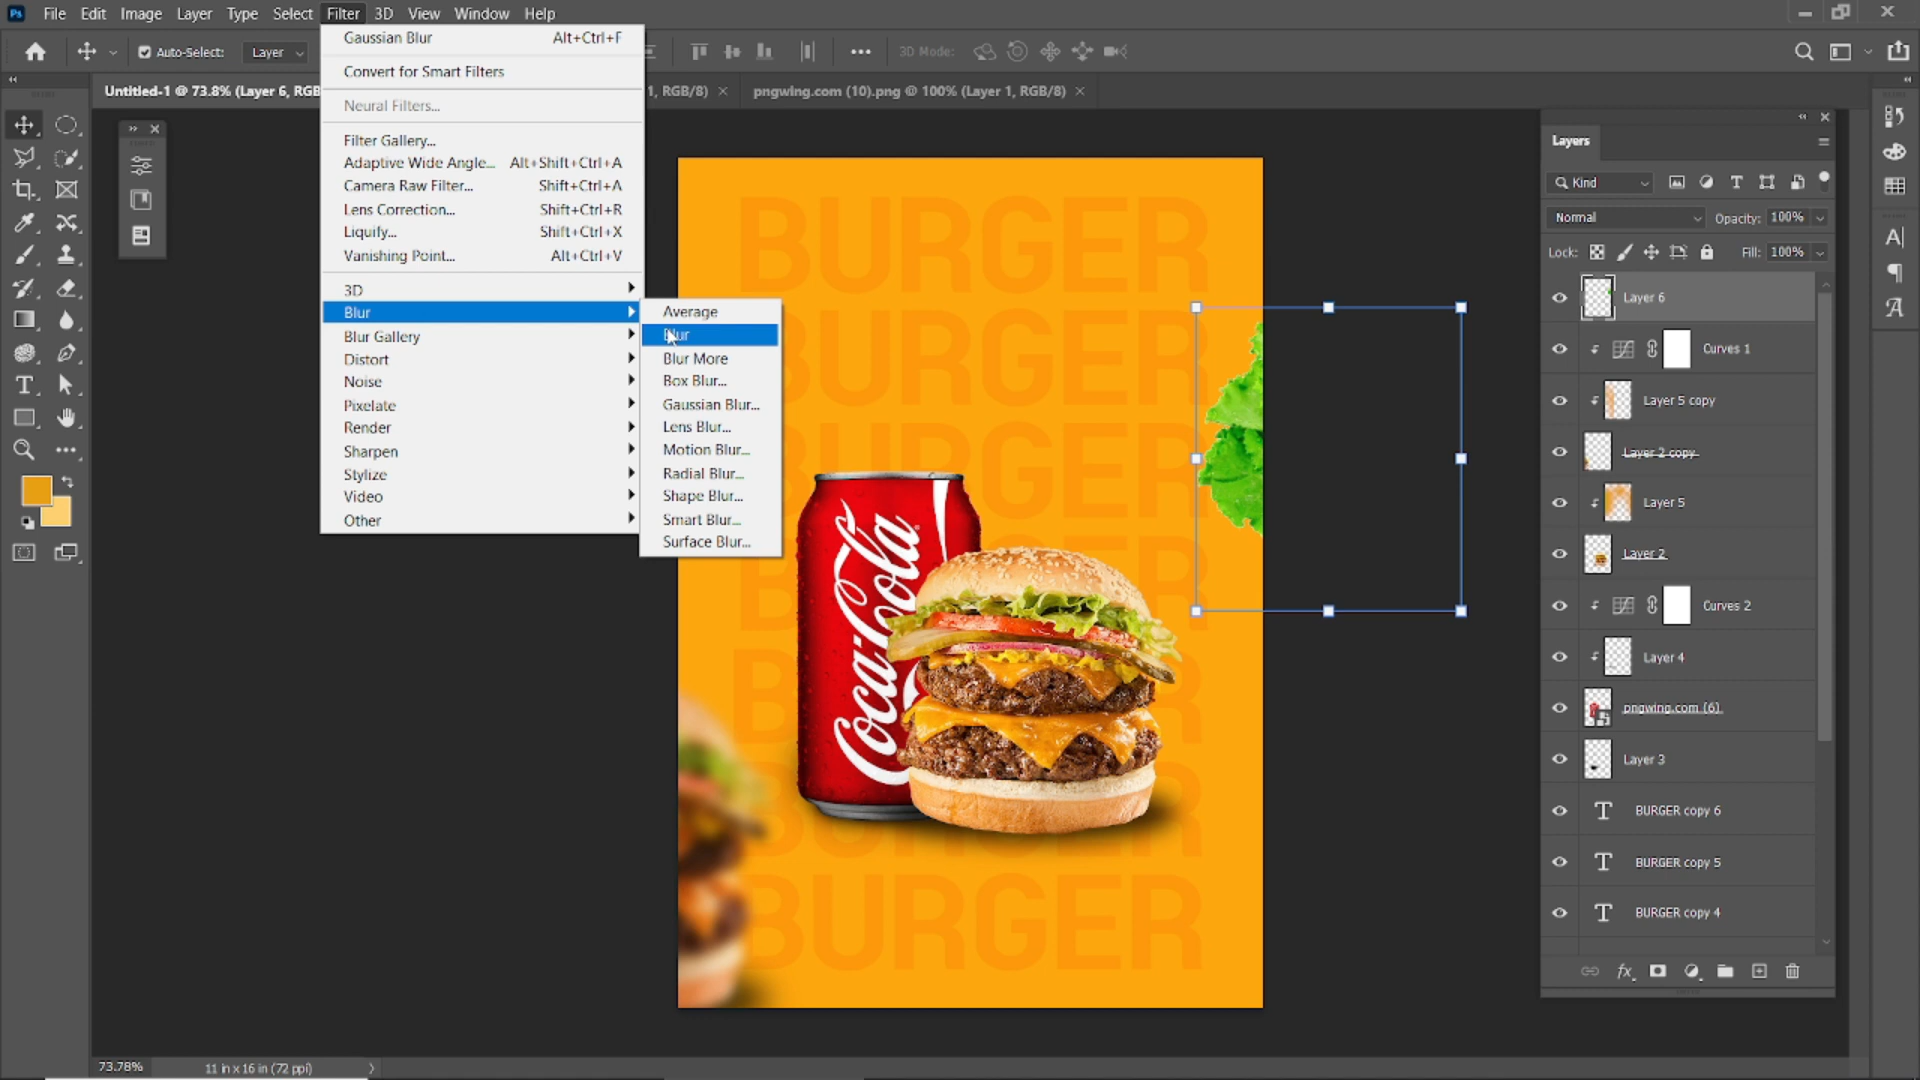 Ps File Edit Image Layer Type Select Filter 3D View Window Help
Auto-Select: Layer 3D Mode:
Untitled-1 @ 73.8% (Layer 6, RGB 1, RGB/8) × pngwing.com (10).png @ 100% (Layer 1, RGB/8) ×
Gaussian Blur Alt+Ctrl+F
Convert for Smart Filters
Neural Filters...
Filter Gallery...
Adaptive Wide Angle... Alt+Shift+Ctrl+A
Camera Raw Filter... Shift+Ctrl+A
Lens Correction... Shift+Ctrl+R
Liquify... Shift+Ctrl+X
Vanishing Point... Alt+Ctrl+V
3D
Blur
Blur Gallery
Distort
Noise
Pixelate
Render
Sharpen
Stylize
Video
Other
Average
Blur
Blur More
Box Blur...
Gaussian Blur...
Lens Blur...
Motion Blur...
Radial Blur...
Shape Blur...
Smart Blur...
Surface Blur...
BURGER
BURGER
BURGER
BURGER
BURGER
BURGER
BURGER
Coca-Cola
Layers
Kind
Normal Opacity: 100%
Lock: Fill: 100%
Layer 6
Curves 1
Layer 5 copy
Layer 2 copy
Layer 5
Layer 2
Curves 2
Layer 4
pngwing.com (6)
Layer 3
BURGER copy 6
BURGER copy 5
BURGER copy 4
fx
73.78% 11 in x 16 in (72 ppi)